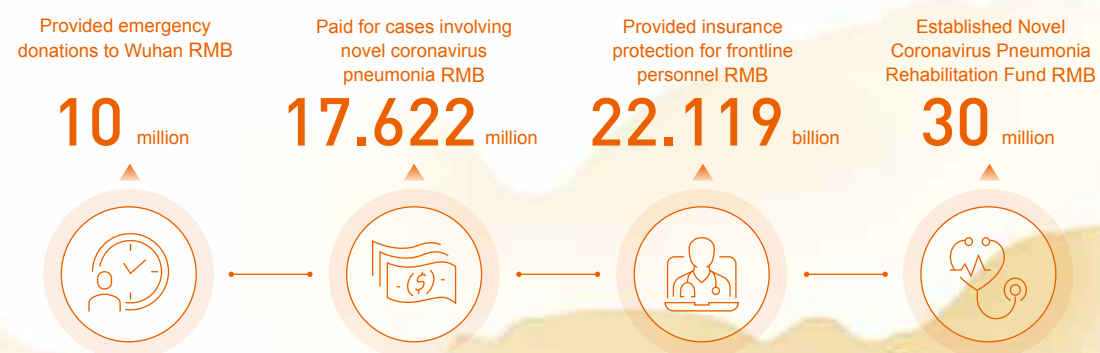 Provided emergency
donations to Wuhan RMB
10 million
Paid for cases involving
novel coronavirus
pneumonia RMB
17.622 million
Provided insurance
protection for frontline
personnel RMB
22.119 billion
Established Novel
Coronavirus Pneumonia
Rehabilitation Fund RMB
30 million
($)